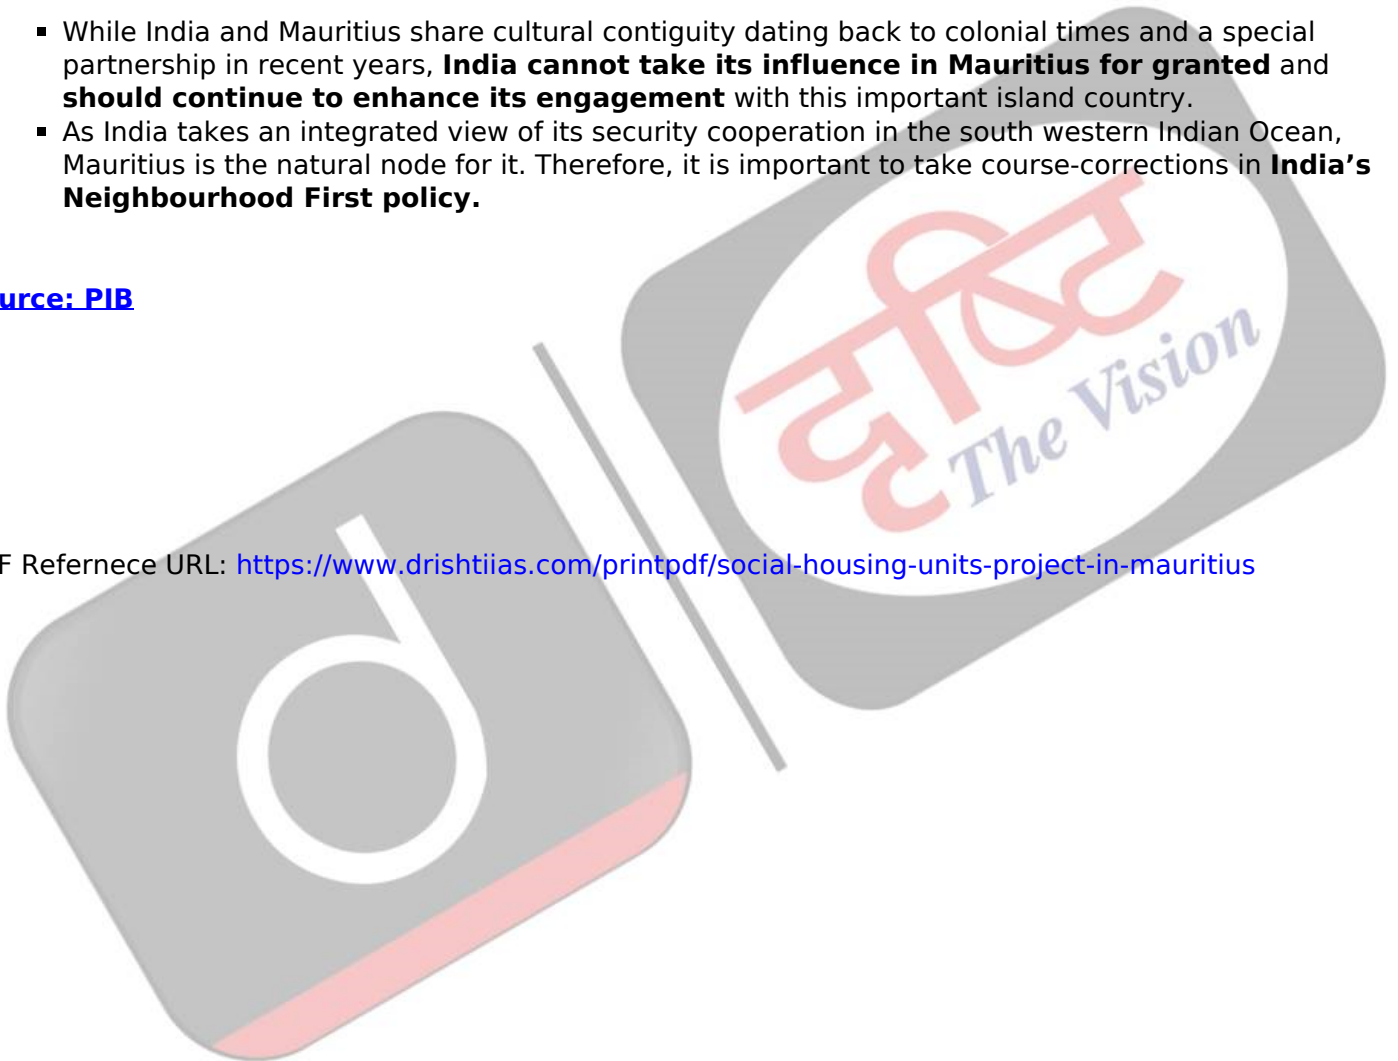 ▪ While India and Mauritius share cultural contiguity dating back to colonial times and a special
partnership in recent years, India cannot take its influence in Mauritius for granted and
should continue to enhance its engagement with this important island country.
▪ As India takes an integrated view of its security cooperation in the south western Indian Ocean,
Mauritius is the natural node for it. Therefore, it is important to take course-corrections in India’s
Neighbourhood First policy.
urce: PIB
F Refernece URL: https://www.drishtiias.com/printpdf/social-housing-units-project-in-mauritius
दृष्टि
The Vision
d